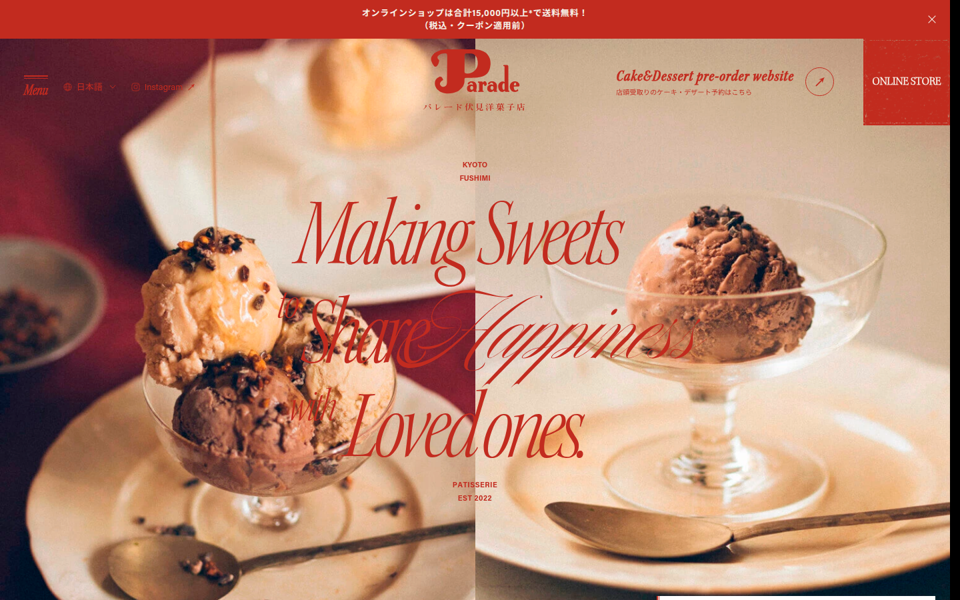 オンラインショップは合計15,000円以上*で送料無料！
（税込・クーポン適用前）
Menu
日本語
Instagram
Parade
パレード伏見洋菓子店
Cake&Dessert pre-order website
店頭受取りのケーキ・デザート予約はこちら
ONLINE STORE
KYOTO
FUSHIMI
Making Sweets
to Share Happiness
with Loved ones.
PATISSERIE
EST 2022